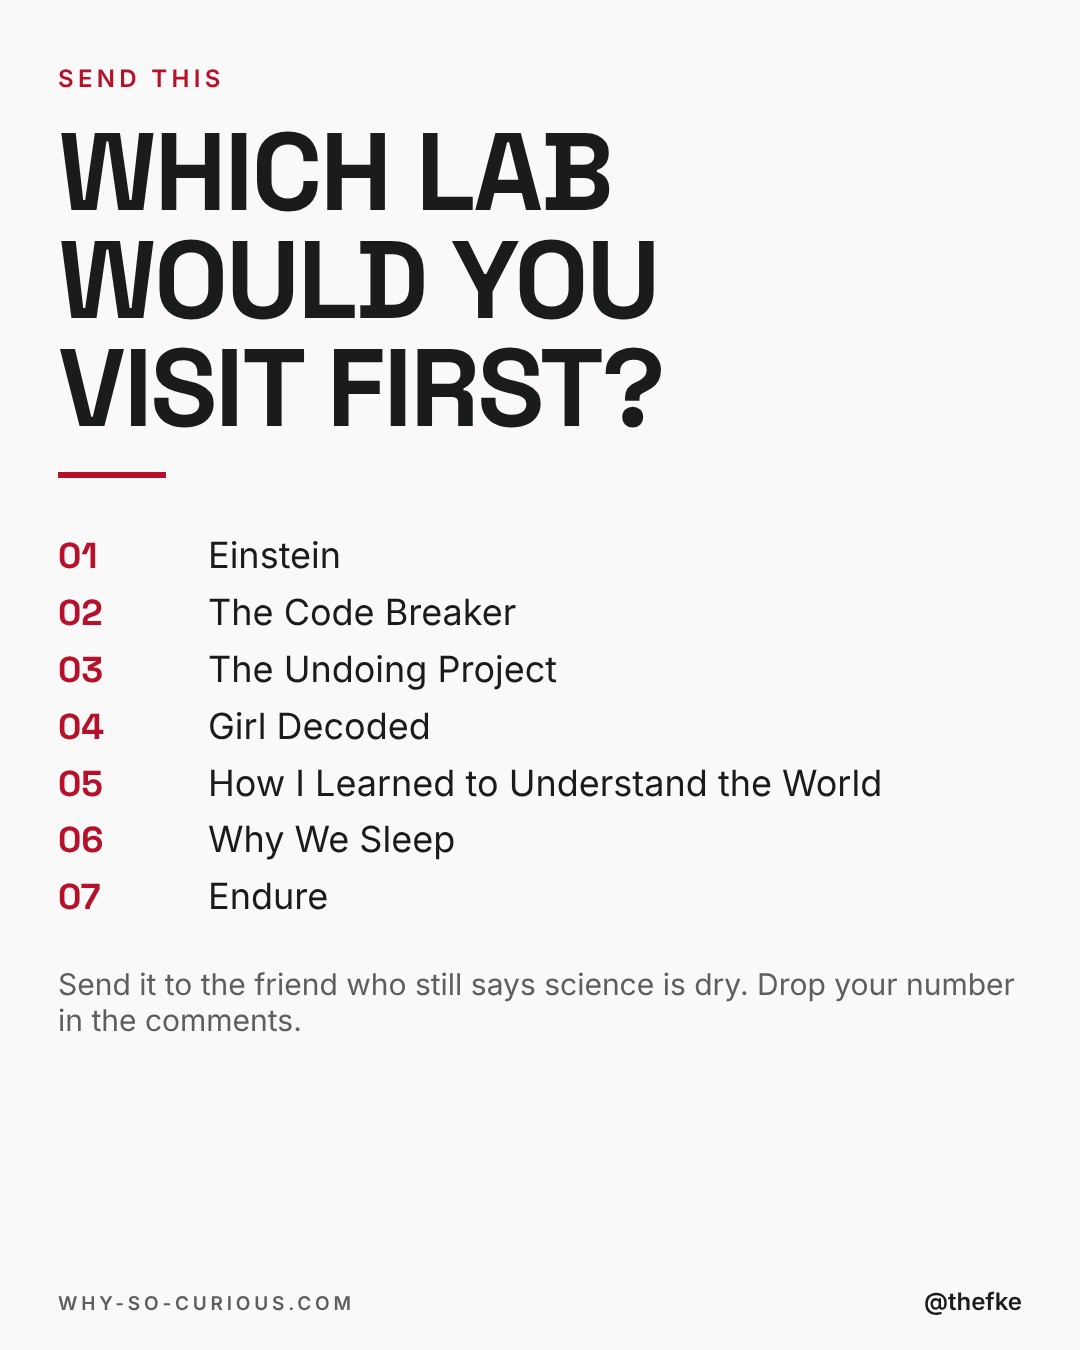 SEND THIS
WHICH LAB
WOULD YOU
VISIT FIRST?
01 Einstein
02 The Code Breaker
03 The Undoing Project
04 Girl Decoded
05 How I Learned to Understand the World
06 Why We Sleep
07 Endure
Send it to the friend who still says science is dry. Drop your number
in the comments.
WHY-SO-CURIOUS.COM
@thefke